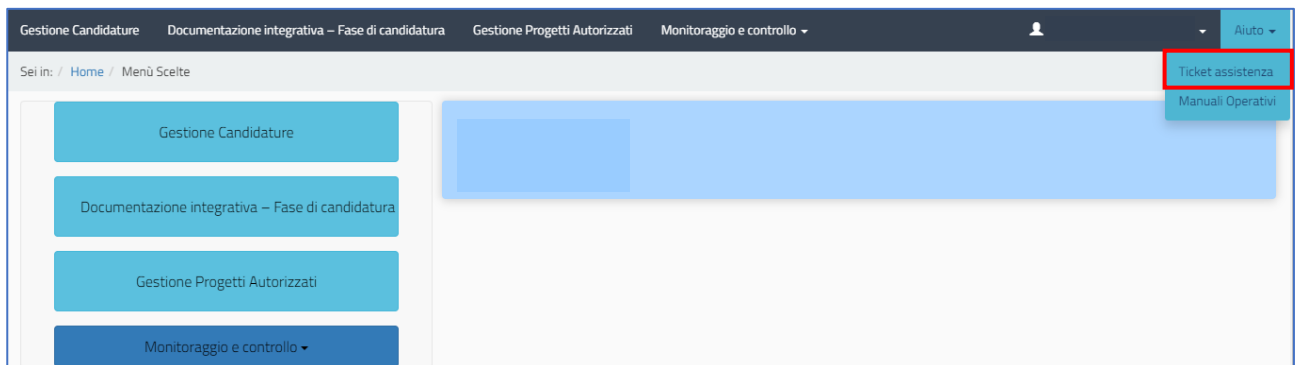 Gestione Candidature Documentazione integrativa – Fase di candidatura Gestione Progetti Autorizzati Monitoraggio e controllo Aiuto
Sei in: / Home / Menù Scelte
Ticket assistenza
Manuali Operativi
Gestione Candidature
Documentazione integrativa – Fase di candidatura
Gestione Progetti Autorizzati
Monitoraggio e controllo